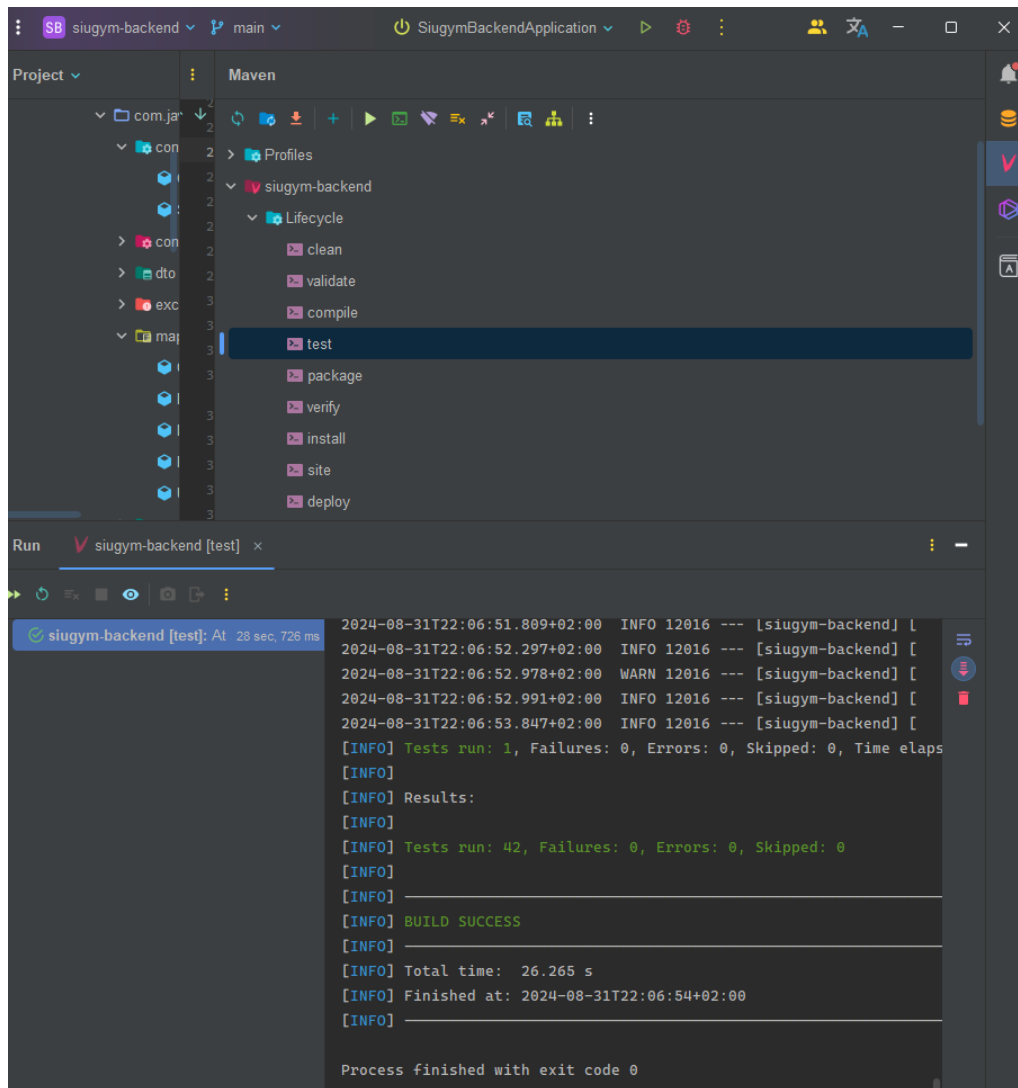 SB siugym-backend main SiugymBackendApplication
Project
Maven
com.ja
con
Profiles
siugym-backend
Lifecycle
clean
con
validate
dto
compile
exc
test
map
package
verify
install
site
deploy
Run siugym-backend [test]
siugym-backend [test]: At 28 sec, 726 ms
2024-08-31T22:06:51.809+02:00 INFO 12016 --- [siugym-backend] [
2024-08-31T22:06:52.297+02:00 INFO 12016 --- [siugym-backend] [
2024-08-31T22:06:52.978+02:00 WARN 12016 --- [siugym-backend] [
2024-08-31T22:06:52.991+02:00 INFO 12016 --- [siugym-backend] [
2024-08-31T22:06:53.847+02:00 INFO 12016 --- [siugym-backend] [
[INFO] Tests run: 1, Failures: 0, Errors: 0, Skipped: 0, Time elaps
[INFO]
[INFO] Results:
[INFO]
[INFO] Tests run: 42, Failures: 0, Errors: 0, Skipped: 0
[INFO]
[INFO]
[INFO] BUILD SUCCESS
[INFO]
[INFO] Total time: 26.265 s
[INFO] Finished at: 2024-08-31T22:06:54+02:00
[INFO]
Process finished with exit code 0